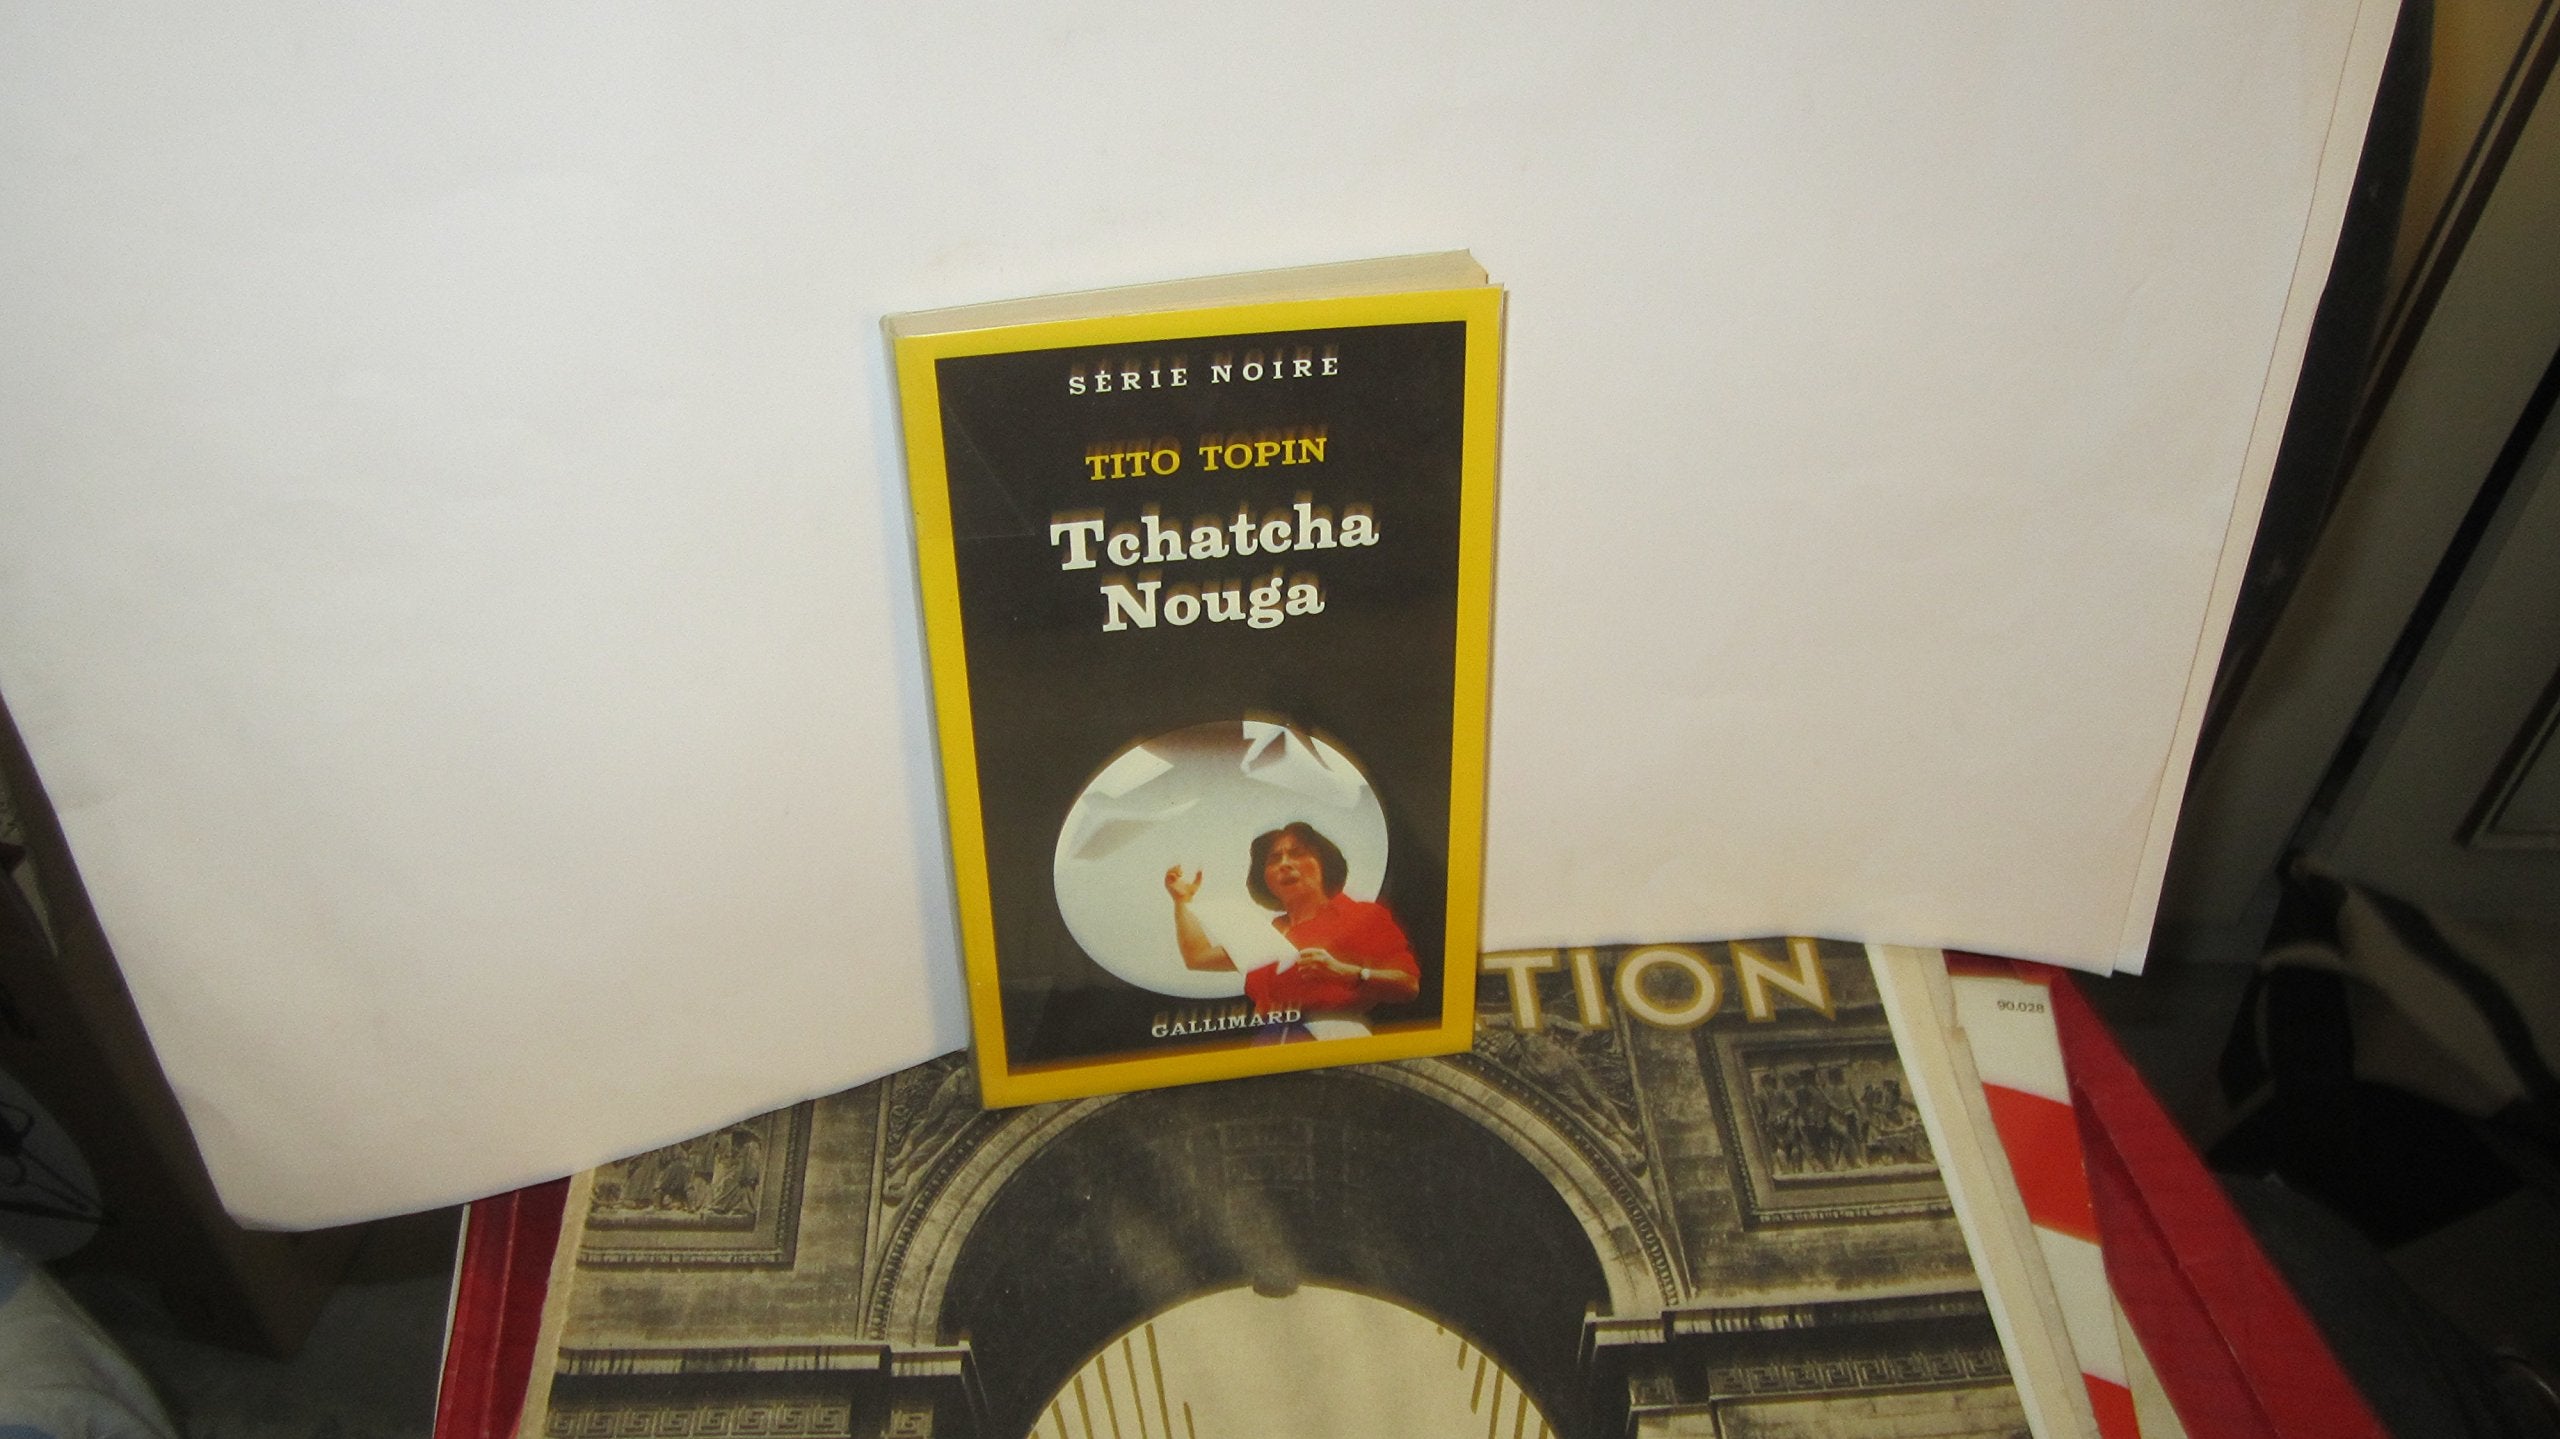 SÉRIE NOIRE
TITO TOPIN
Tchatcha
Nouga
GALLIMARD
TION
90.028